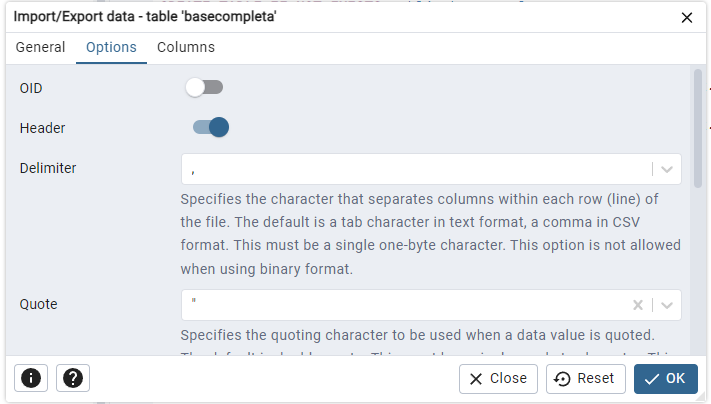 Import/Export data - table 'basecompleta'
General Options Columns
OID
Header
Delimiter
,
Specifies the character that separates columns within each row (line) of
the file. The default is a tab character in text format, a comma in CSV
format. This must be a single one-byte character. This option is not allowed
when using binary format.
Quote
"
Specifies the quoting character to be used when a data value is quoted.
Close
Reset
OK